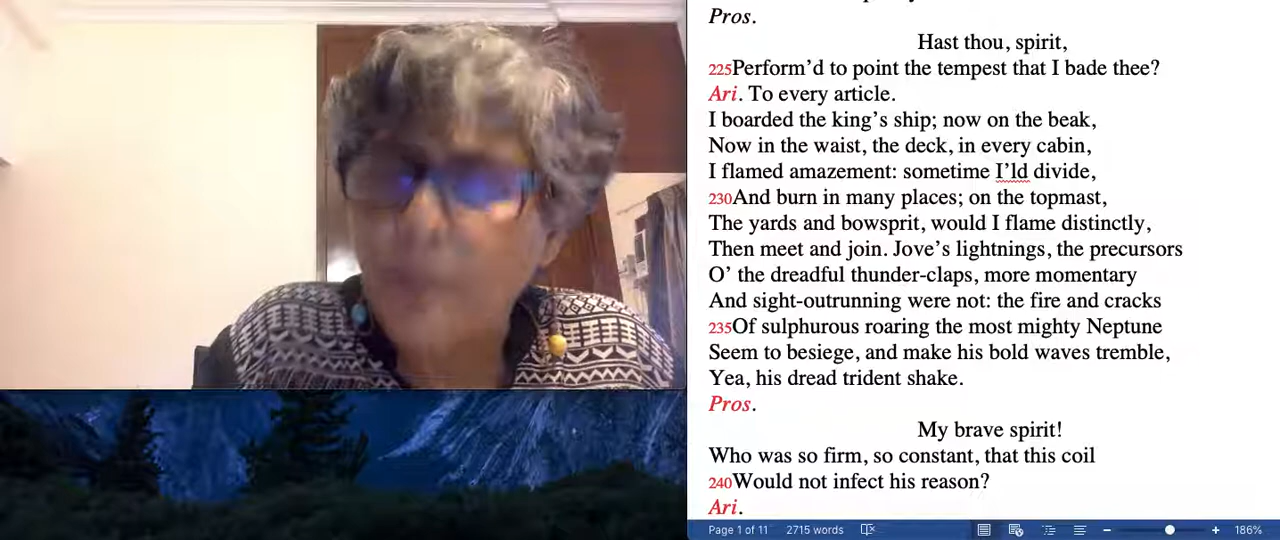 Pros.
Hast thou, spirit,
225Perform’d to point the tempest that I bade thee?
Ari. To every article.
I boarded the king’s ship; now on the beak,
Now in the waist, the deck, in every cabin,
I flamed amazement: sometime I’ld divide,
230And burn in many places; on the topmast,
The yards and bowsprit, would I flame distinctly,
Then meet and join. Jove’s lightnings, the precursors
O’ the dreadful thunder-claps, more momentary
And sight-outrunning were not: the fire and cracks
235Of sulphurous roaring the most mighty Neptune
Seem to besiege, and make his bold waves tremble,
Yea, his dread trident shake.
Pros.
My brave spirit!
Who was so firm, so constant, that this coil
240Would not infect his reason?
Ari.
Page 1 of 11 2715 words 186%